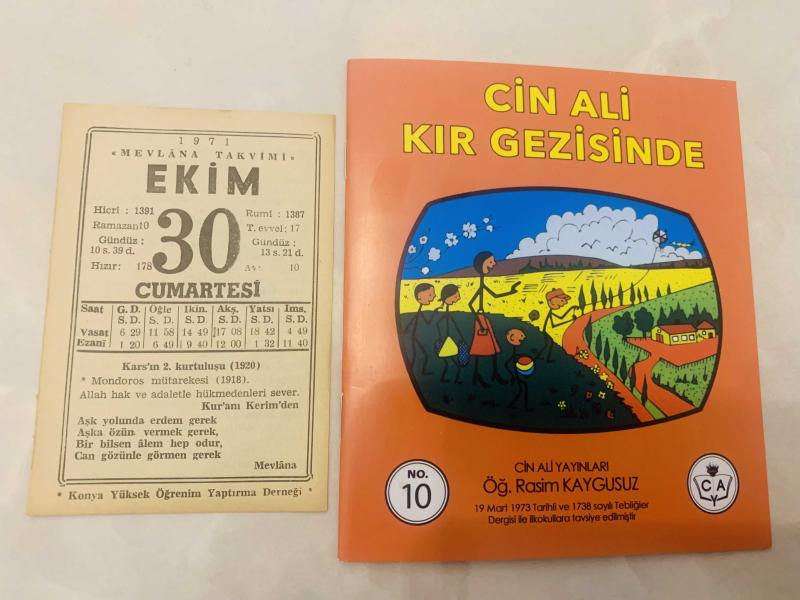 1971
«MEVLÂNA TAKVİMİ»
EKİM
Hicri : 1391
Ramazan 10
Gündüz :
10 s. 39 d.
Hızır: 178
30
Rumi : 1387
T. evvel : 17
Gündüz :
13 s. 21 d.
Ay: 10
CUMARTESİ
Saat G. D. Öğle İkin. Akş. Yatsı İms.
S. D. S. D. S. D. S. D. S. D. S. D.
Vasat 6 29 11 58 14 49 17 08 18 42 4 49
Ezanî 1 20 6 49 9 40 12 00 1 32 11 40
Kars'ın 2. kurtuluşu (1920)
* Mondoros mütarekesi (1918).
Allah hak ve adaletle hükmedenleri sever.
Kur'anı Kerim'den
Aşk yolunda erdem gerek
Aşka özün vermek gerek,
Bir bilsen âlem hep odur,
Can gözünle görmen gerek
Mevlâna
* Konya Yüksek Öğrenim Yaptırma Derneği *
CİN ALİ
KIR GEZİSİNDE
NO.
10
CİN ALİ YAYINLARI
Öğ. Rasim KAYGUSUZ
19 Mart 1973 Tarihli ve 1738 sayılı Tebliğler
Dergisi ile ilkokullara tavsiye edilmiştir
C A